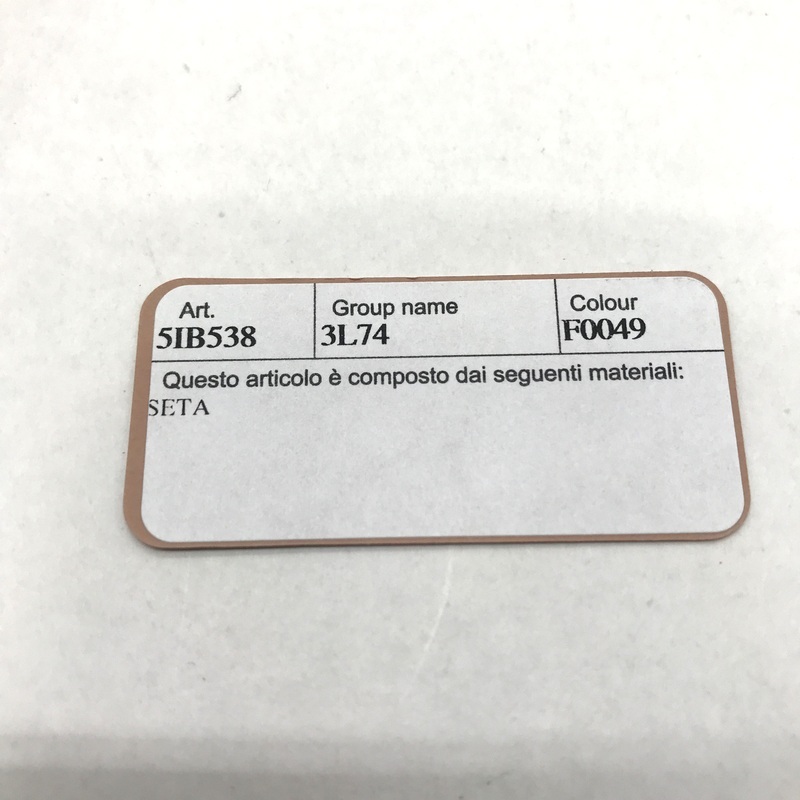 Art. Group name Colour
5IB538 3L74 F0049
Questo articolo è composto dai seguenti materiali:
SETA